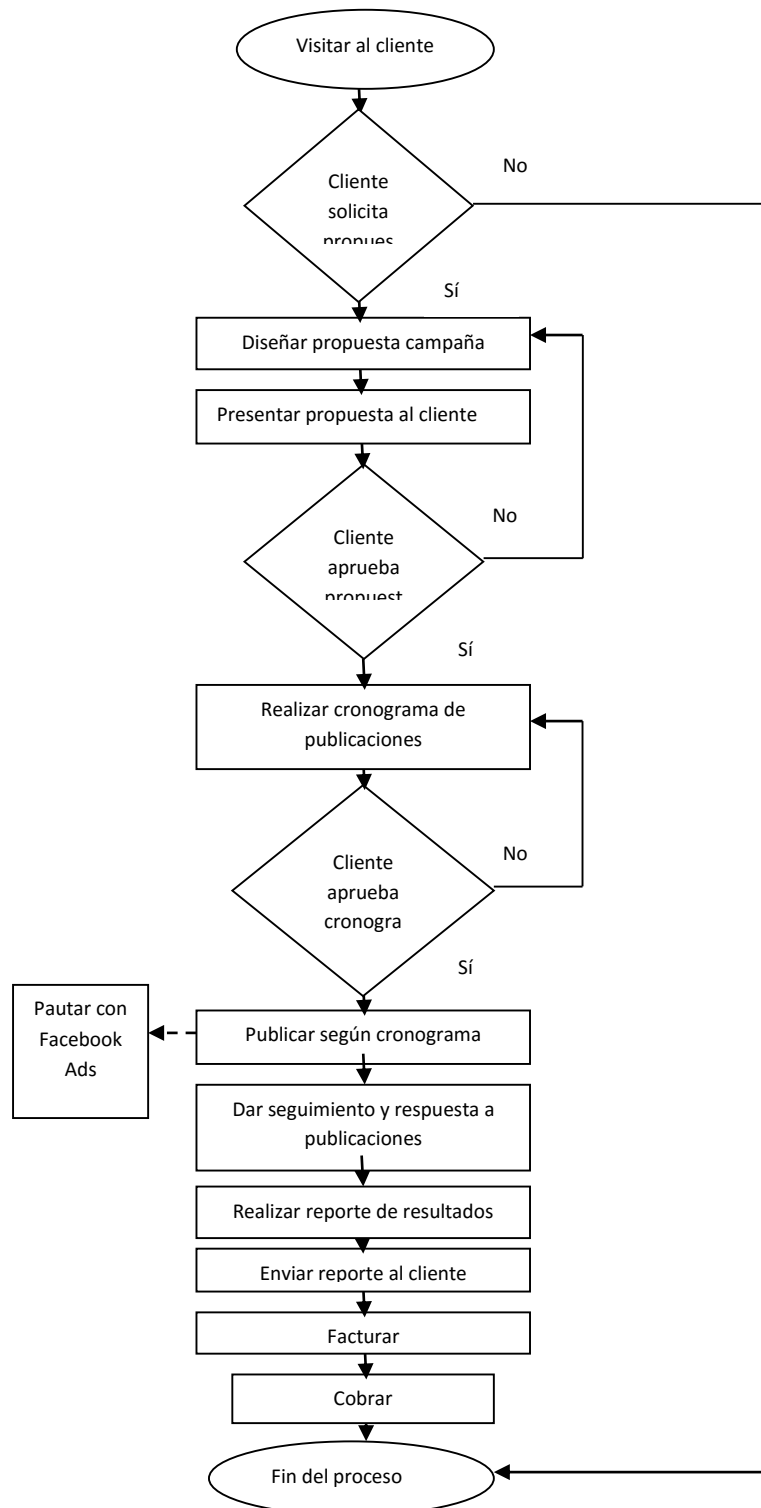 Visitar al cliente
No
Cliente
solicita
propues
Sí
Diseñar propuesta campaña
Presentar propuesta al cliente
No
Cliente
aprueba
propuest
Sí
Realizar cronograma de
publicaciones
No
Cliente
aprueba
cronogra
Sí
Pautar con
Facebook
Ads
Publicar según cronograma
Dar seguimiento y respuesta a
publicaciones
Realizar reporte de resultados
Enviar reporte al cliente
Facturar
Cobrar
Fin del proceso